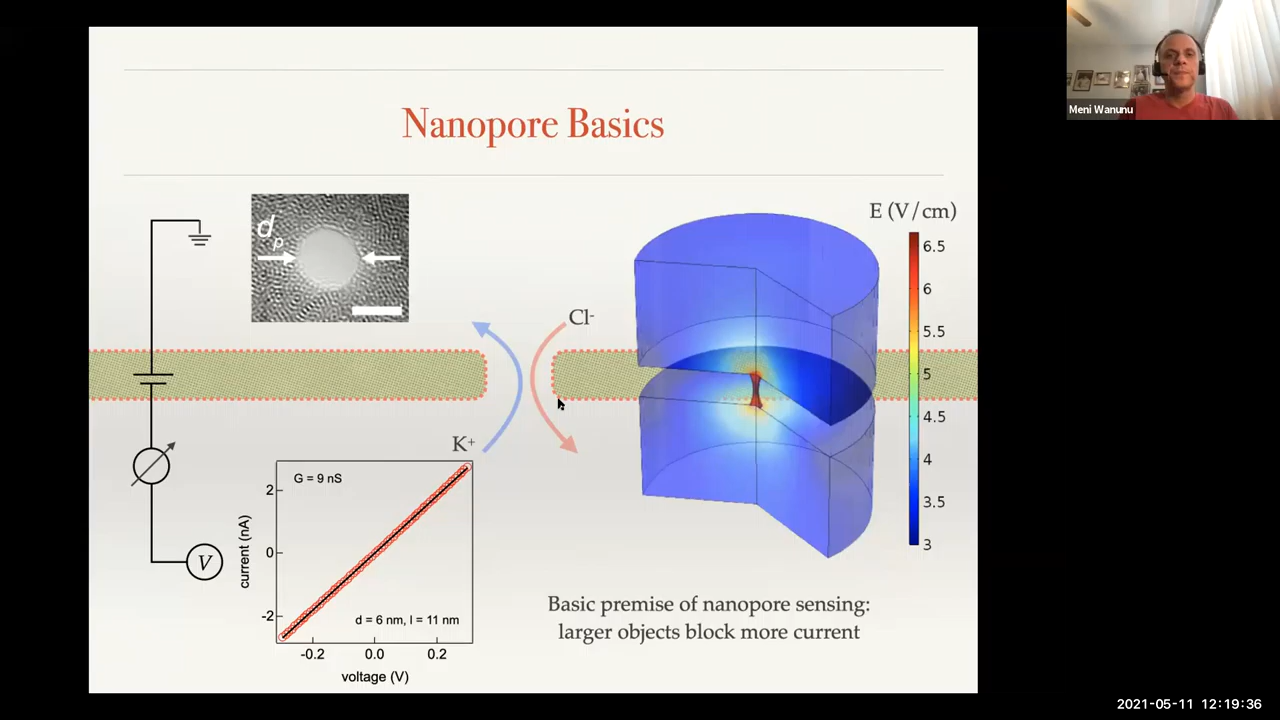 Nanopore Basics
Meni Wanunu
dp
E (V/cm)
6.5
6
5.5
5
4.5
4
3.5
3
Cl-
K+
G = 9 nS
current (nA)
2
0
-2
d = 6 nm, l = 11 nm
-0.2 0.0 0.2
voltage (V)
V
Basic premise of nanopore sensing:
larger objects block more current
2021-05-11 12:19:36